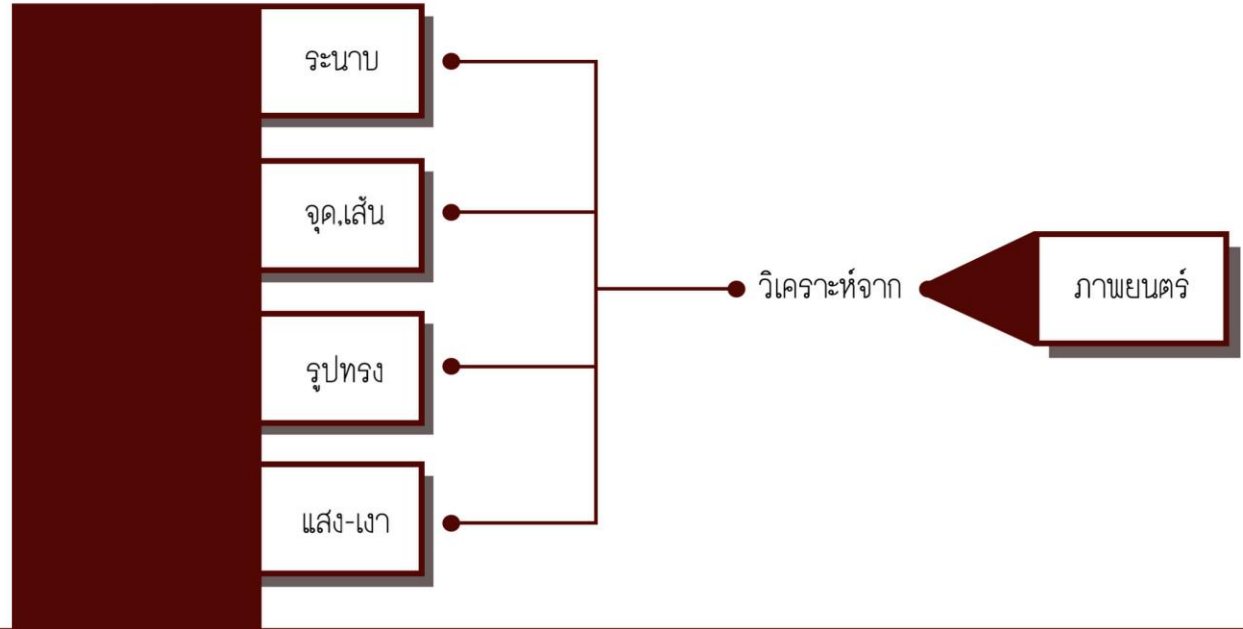 ระนาบ
จุด,เส้น
รูปทรง
แสง-เงา
วิเคราะห์จาก
ภาพยนตร์